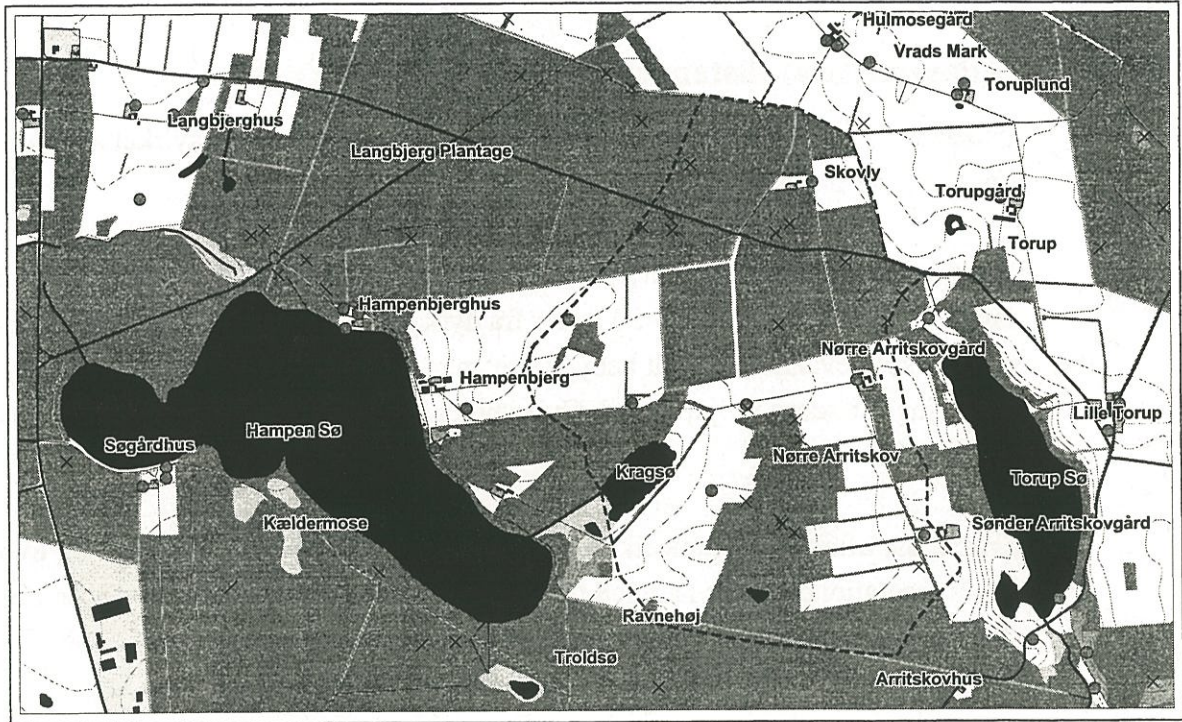 Hulmosegård
Vrads Mark
Toruplund
Langbjerghus
Langbjerg Plantage
Skovly
Torupgård
Torup
Hampenbjerghus
Nørre Arritskovgård
Hampenbjerg
Lille Torup
Søgårdhus
Hampen Sø
Nørre Arritskov
Kragsø
Torup Sø
Kældermose
Sønder Arritskovgård
Ravnehøj
Troldsø
Arritskovhus